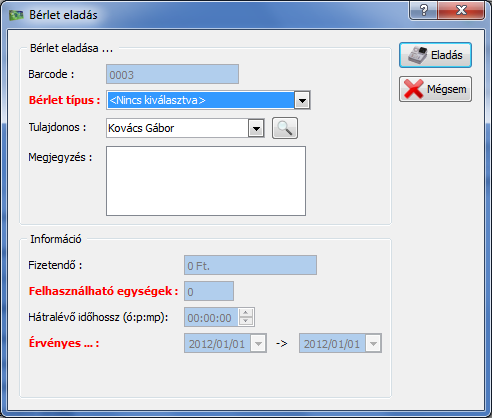 Bérlet eladás
?
Bérlet eladása ...
Barcode : 0003
Bérlet típus : <Nincs kiválasztva>
Tulajdonos : Kovács Gábor
Megjegyzés :
Eladás
Mégsem
Információ
Fizetendő : 0 Ft.
Felhasználható egységek : 0
Hátralévő időhossz (ó:p:mp): 00:00:00
Érvényes ... : 2012/01/01 -> 2012/01/01